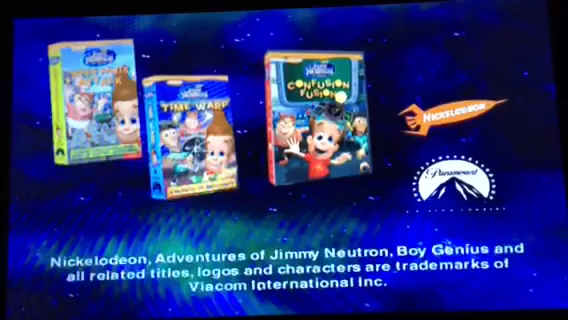 TIME WARP
CONFUSION
FUSION
NICKELODEON
Paramount
Nickelodeon, Adventures of Jimmy Neutron, Boy Genius and
all related titles, logos and characters are trademarks of
Viacom International Inc.